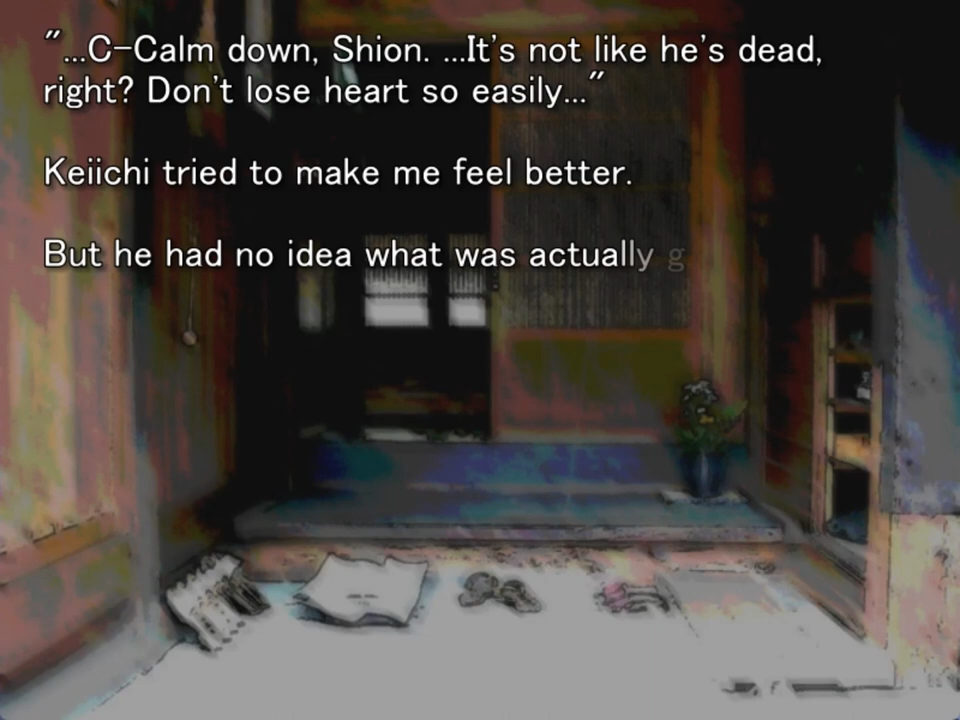 "...C-Calm down, Shion. ...It's not like he's dead,
right? Don't lose heart so easily..."
Keiichi tried to make me feel better.
But he had no idea what was actually g